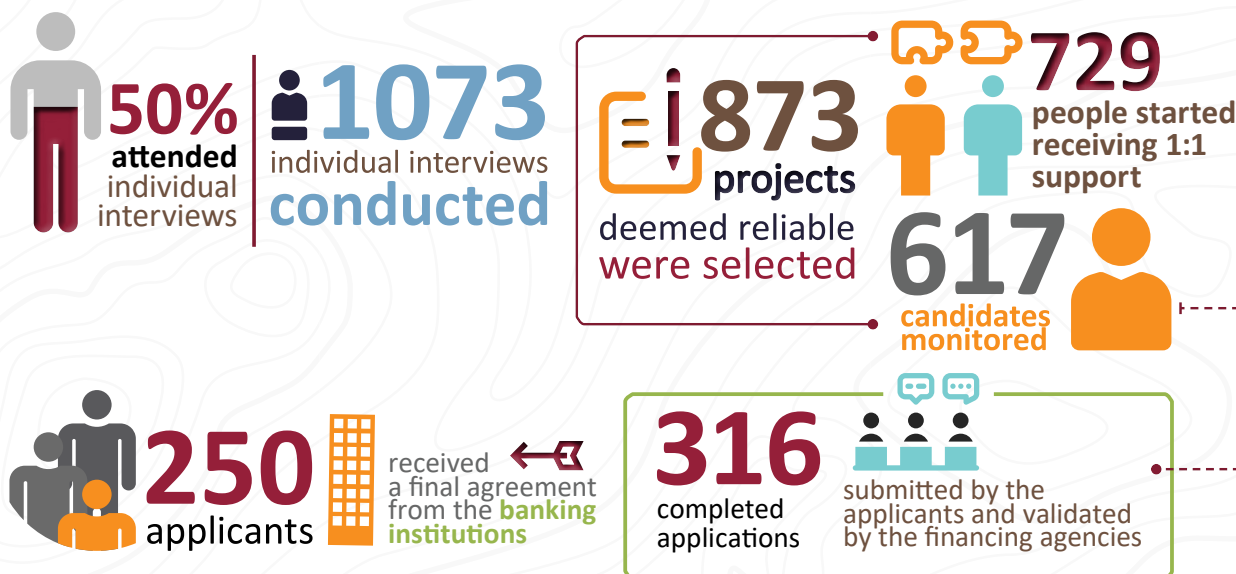 50%
attended
individual
interviews
1073
individual interviews
conducted
873
projects
deemed reliable
were selected
729
people started
receiving 1:1
support
617
candidates
monitored
250
applicants
received
a final agreement
from the banking
institutions
316
completed
applications
submitted by the
applicants and validated
by the financing agencies